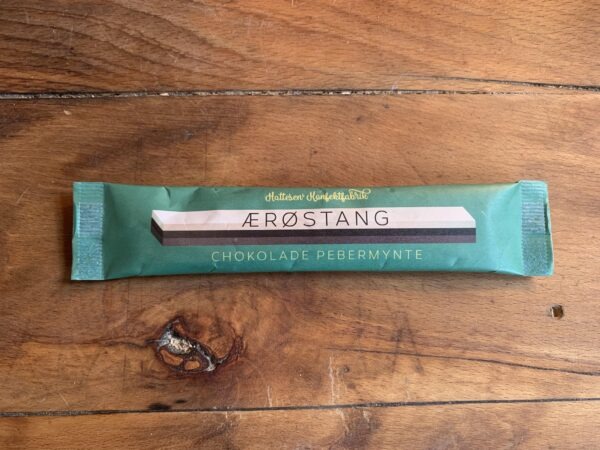 Hattesen Konfektfabrik
ÆRØSTANG
CHOKOLADE PEBERMYNTE